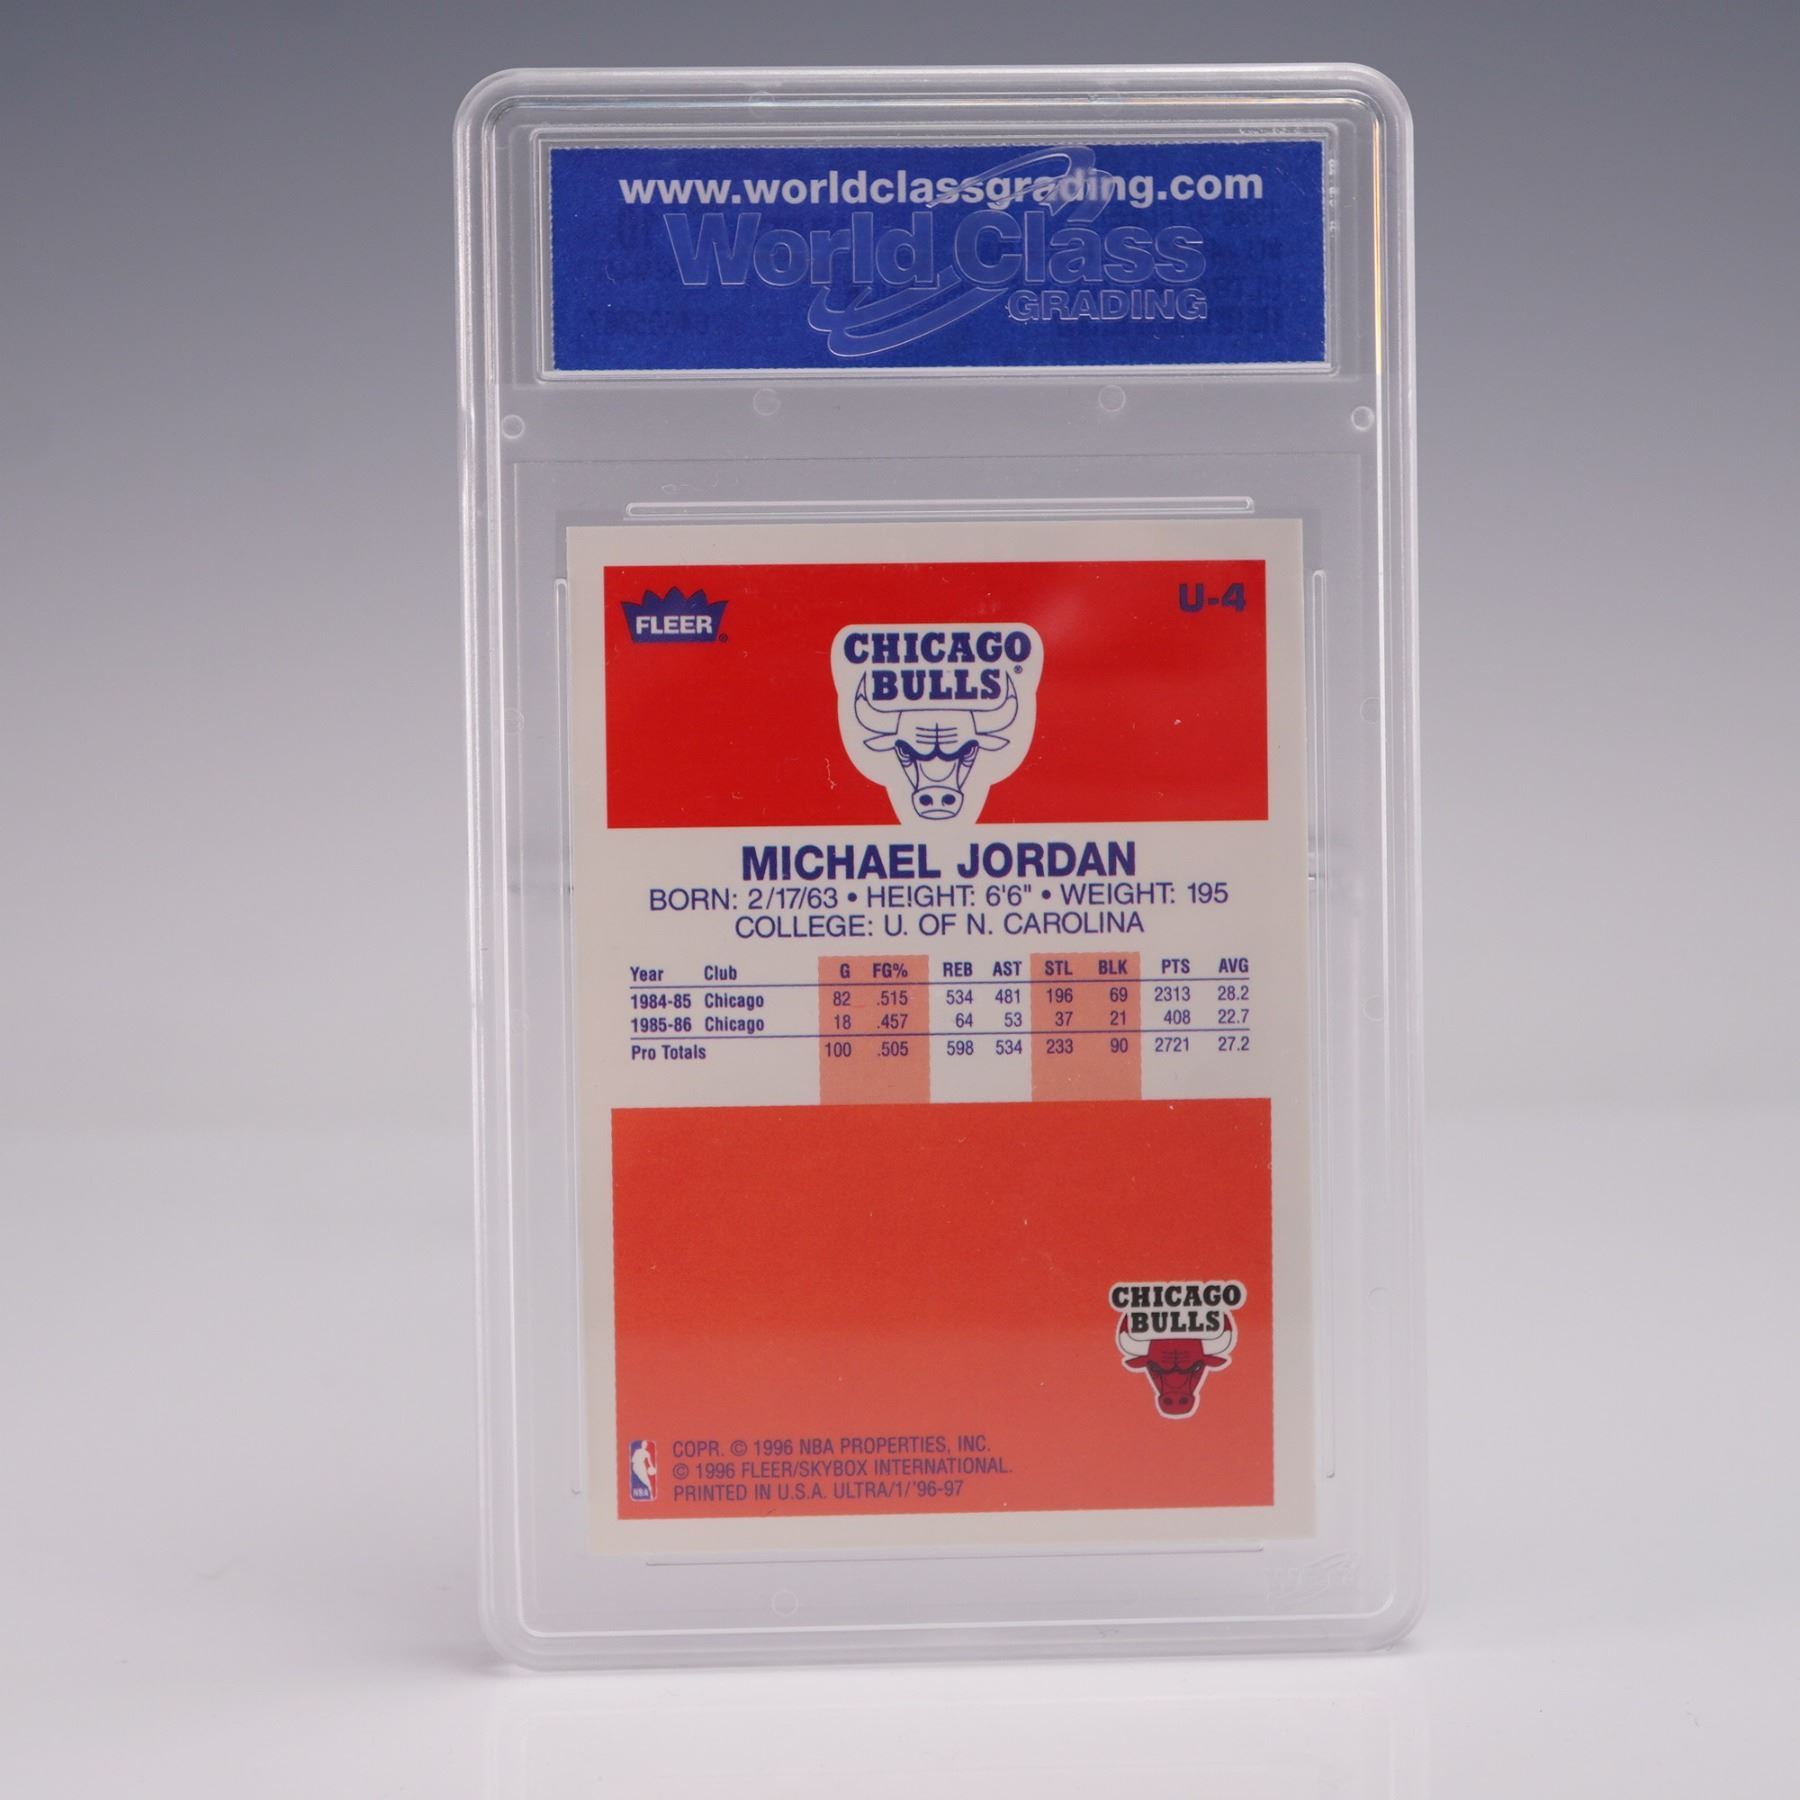 www.worldclassgrading.com
World Class
GRADING
FLEER®
U-4
CHICAGO
BULLS®
MICHAEL JORDAN
BORN: 2/17/63 • HEIGHT: 6'6" • WEIGHT: 195
COLLEGE: U. OF N. CAROLINA
Year Club G FG% REB AST STL BLK PTS AVG
1984-85 Chicago 82 .515 534 481 196 69 2313 28.2
1985-86 Chicago 18 .457 64 53 37 21 408 22.7
Pro Totals 100 .505 598 534 233 90 2721 27.2
CHICAGO
BULLS
NBA
COPR. © 1996 NBA PROPERTIES, INC.
© 1996 FLEER/SKYBOX INTERNATIONAL.
PRINTED IN U.S.A. ULTRA/1/'96-97